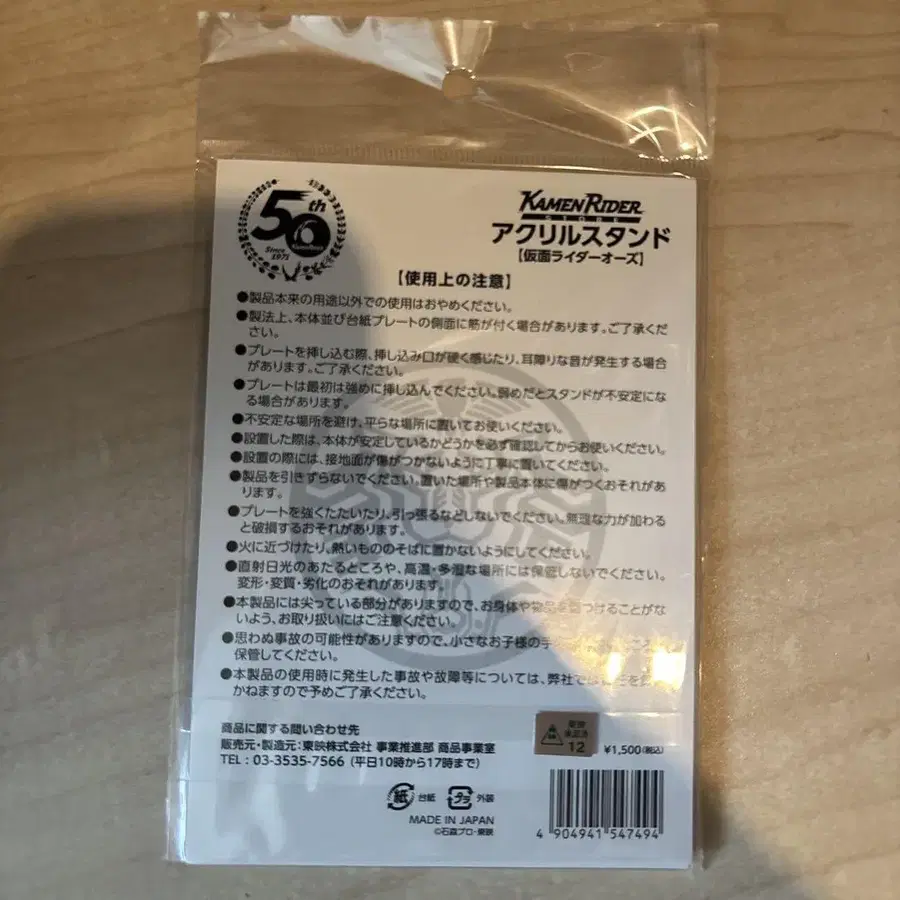 50th
Since 1971
KAMEN RIDER
STORE
アクリルスタンド
【仮面ライダーオーズ】
【使用上の注意】
●製品本来の用途以外での使用はおやめください。
●製法上、本体並び台紙プレートの側面に筋が付く場合があります。ご了承くだ
さい。
●プレートを挿し込む際、挿し込み口が硬く感じたり、耳障りな音が発生する場合
があります。ご了承ください。
●プレートは最初は強めに挿し込んでください。弱めだとスタンドが不安定にな
る場合があります。
●不安定な場所を避け、平らな場所に置いてお使いください。
●設置した際は、本体が安定しているかどうかを必ず確認してからお使いください。
●設置の際には、接地面が傷がつかないように丁寧に置いてください。
●製品を引きずらないでください。置いた場所や製品本体に傷がつくおそれがあ
ります。
●プレートを強くたたいたり、引っ張るなどしないでください。無理な力が加わる
と破損するおそれがあります。
●火に近づけたり、熱いもののそばに置かないようにしてください。
●直射日光のあたるところや、高温・多湿な場所には保管しないでください。
変形・変質・劣化のおそれがあります。
●本製品には尖っている部分がありますので、お身体や物品を つけることがな
いよう、お取り扱いにはご注意ください。
●思わぬ事故の可能性がありますので、小さなお子様の手
保管してください。
●本製品の使用時に発生した事故や故障等については、弊社では
かねますので予めご了承ください。
商品に関する問い合わせ先
販売元・製造元：東映株式会社 事業推進部 商品事業室
TEL：03-3535-7566（平日10時から17時まで）
12
¥1,500(税込)
紙 台紙 プラ 外装
MADE IN JAPAN
©石森プロ・東映
4 904941 547494